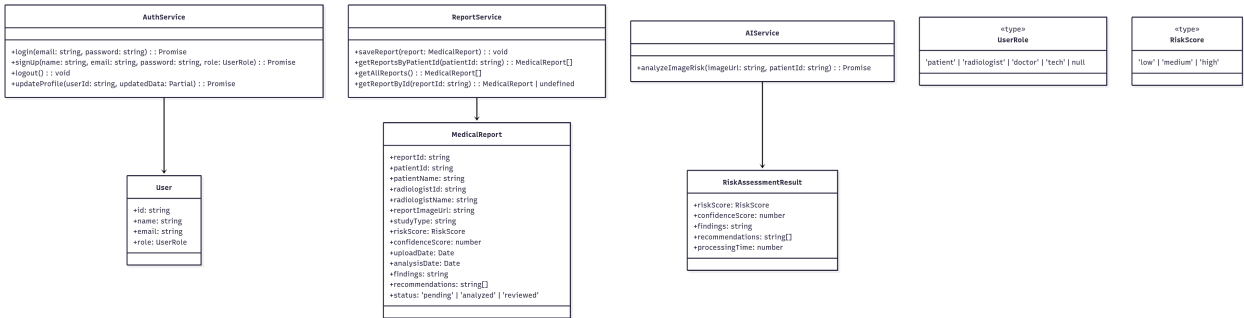 AuthService
+login(email: string, password: string) : : Promise
+signUp(name: string, email: string, password: string, role: UserRole) : : Promise
+logout() : : void
+updateProfile(userId: string, updatedData: Partial) : : Promise
User
+id: string
+name: string
+email: string
+role: UserRole
ReportService
+saveReport(report: MedicalReport) : : void
+getReportsByPatientId(patientId: string) : : MedicalReport[]
+getAllReports() : : MedicalReport[]
+getReportById(reportId: string) : : MedicalReport | undefined
MedicalReport
+reportId: string
+patientId: string
+patientName: string
+radiologistId: string
+radiologistName: string
+reportImageUrl: string
+studyType: string
+riskScore: RiskScore
+confidenceScore: number
+uploadDate: Date
+analysisDate: Date
+findings: string
+recommendations: string[]
+status: 'pending' | 'analyzed' | 'reviewed'
AIService
+analyzeImageRisk(imageUrl: string, patientId: string) : : Promise
RiskAssessmentResult
+riskScore: RiskScore
+confidenceScore: number
+findings: string
+recommendations: string[]
+processingTime: number
«type»
UserRole
'patient' | 'radiologist' | 'doctor' | 'tech' | null
«type»
RiskScore
'low' | 'medium' | 'high'